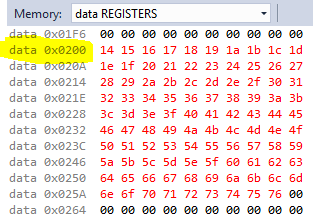 Memory: data REGISTERS
data 0x01F6 00 00 00 00 00 00 00 00 00 00
data 0x0200 14 15 16 17 18 19 1a 1b 1c 1d
data 0x020A 1e 1f 20 21 22 23 24 25 26 27
data 0x0214 28 29 2a 2b 2c 2d 2e 2f 30 31
data 0x021E 32 33 34 35 36 37 38 39 3a 3b
data 0x0228 3c 3d 3e 3f 40 41 42 43 44 45
data 0x0232 46 47 48 49 4a 4b 4c 4d 4e 4f
data 0x023C 50 51 52 53 54 55 56 57 58 59
data 0x0246 5a 5b 5c 5d 5e 5f 60 61 62 63
data 0x0250 64 65 66 67 68 69 6a 6b 6c 6d
data 0x025A 6e 6f 70 71 72 73 74 75 76 00
data 0x0264 00 00 00 00 00 00 00 00 00 00